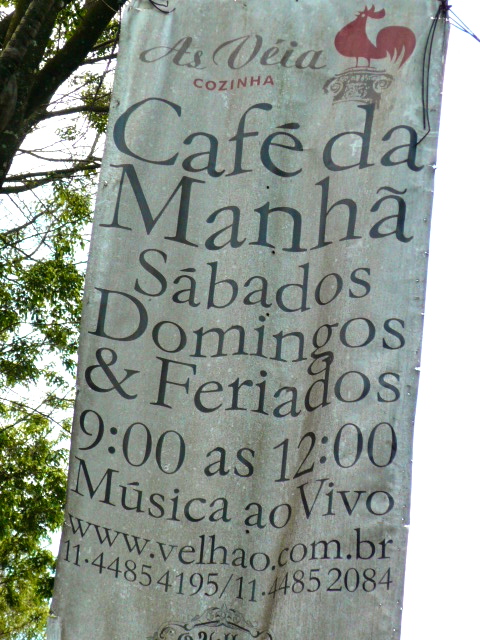 As Véia
COZINHA
Café da
Manhã
Sábados
Domingos
& Feriados
9:00 as 12:00
Música ao Vivo
www.velhao.com.br
11.4485 4195/11.4485 2084